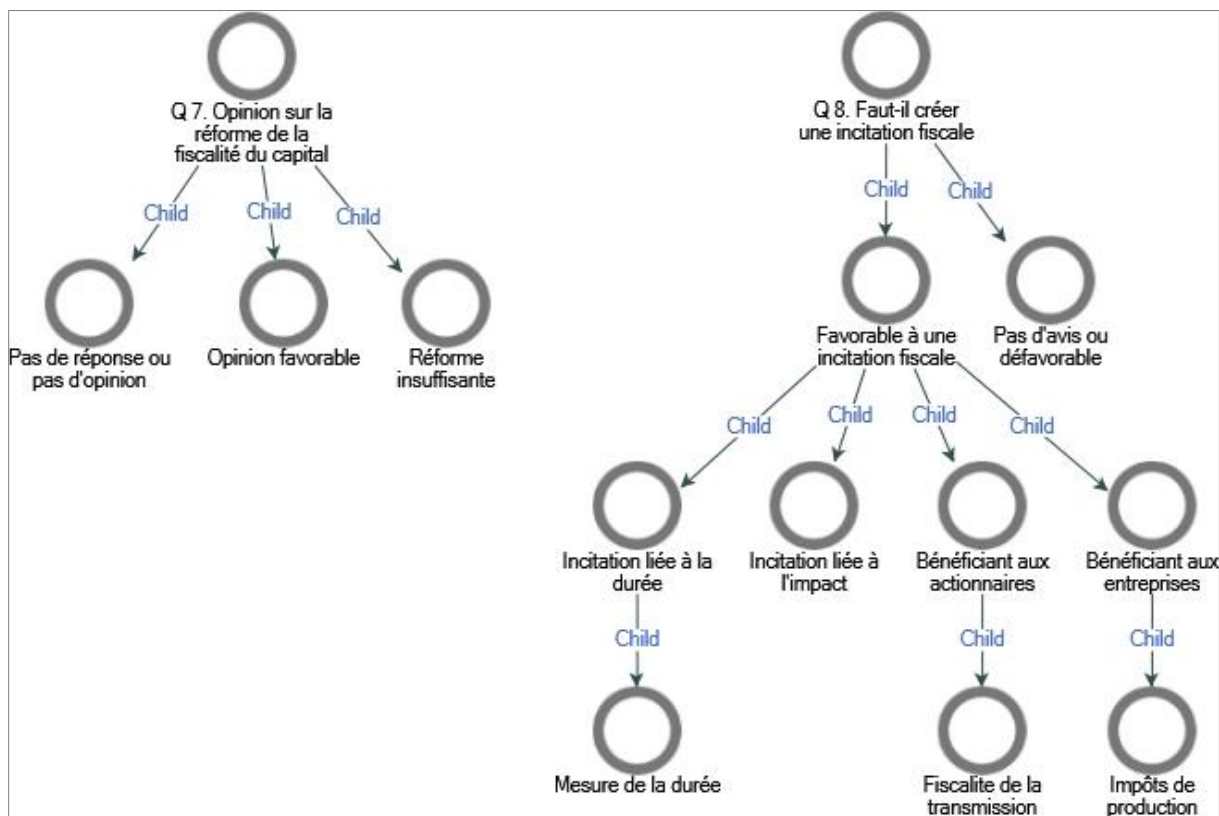 Q 7. Opinion sur la
réforme de la
fiscalité du capital
Q 8. Faut-il créer
une incitation fiscale
Child
Child
Child
Child
Child
Pas de réponse ou
pas d'opinion
Opinion favorable
Réforme
insuffisante
Favorable à une
incitation fiscale
Pas d'avis ou
défavorable
Child
Child
Child
Child
Incitation liée à la
durée
Incitation liée à
l'impact
Bénéficiant aux
actionnaires
Bénéficiant aux
entreprises
Child
Child
Child
Mesure de la durée
Fiscalite de la
transmission
Impôts de
production